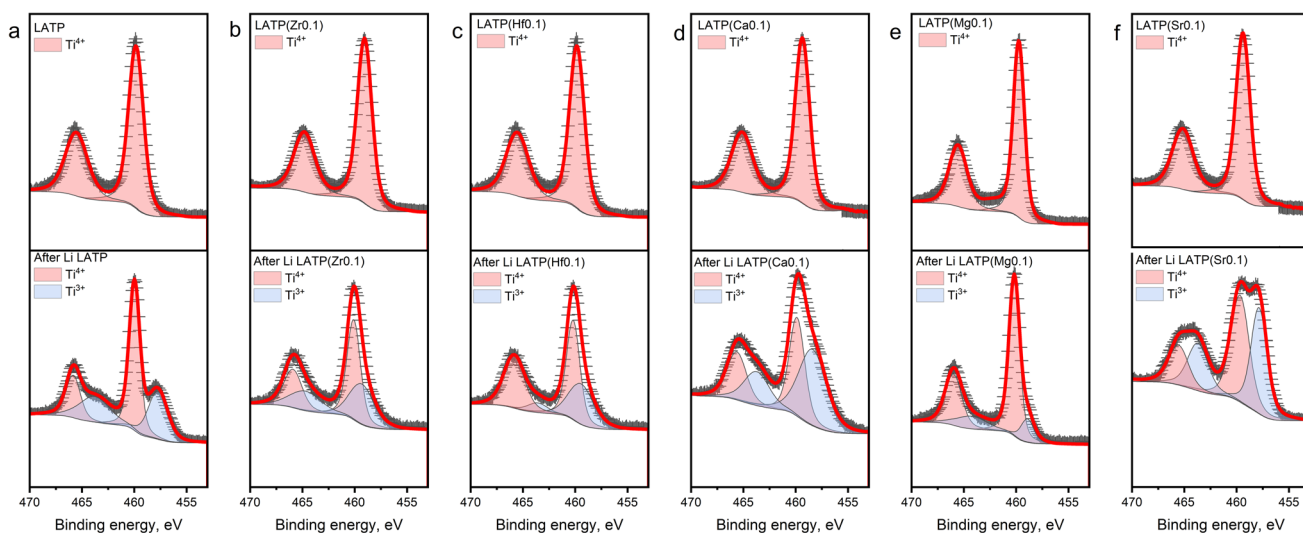 a
LATP
Ti⁴⁺
After Li LATP
Ti⁴⁺
Ti³⁺
470 465 460 455
Binding energy, eV
b
LATP(Zr0.1)
Ti⁴⁺
After Li LATP(Zr0.1)
Ti⁴⁺
Ti³⁺
470 465 460 455
Binding energy, eV
c
LATP(Hf0.1)
Ti⁴⁺
After Li LATP(Hf0.1)
Ti⁴⁺
Ti³⁺
470 465 460 455
Binding energy, eV
d
LATP(Ca0.1)
Ti⁴⁺
After Li LATP(Ca0.1)
Ti⁴⁺
Ti³⁺
470 465 460 455
Binding energy, eV
e
LATP(Mg0.1)
Ti⁴⁺
After Li LATP(Mg0.1)
Ti⁴⁺
Ti³⁺
470 465 460 455
Binding energy, eV
f
LATP(Sr0.1)
Ti⁴⁺
After Li LATP(Sr0.1)
Ti⁴⁺
Ti³⁺
470 465 460 455
Binding energy, eV